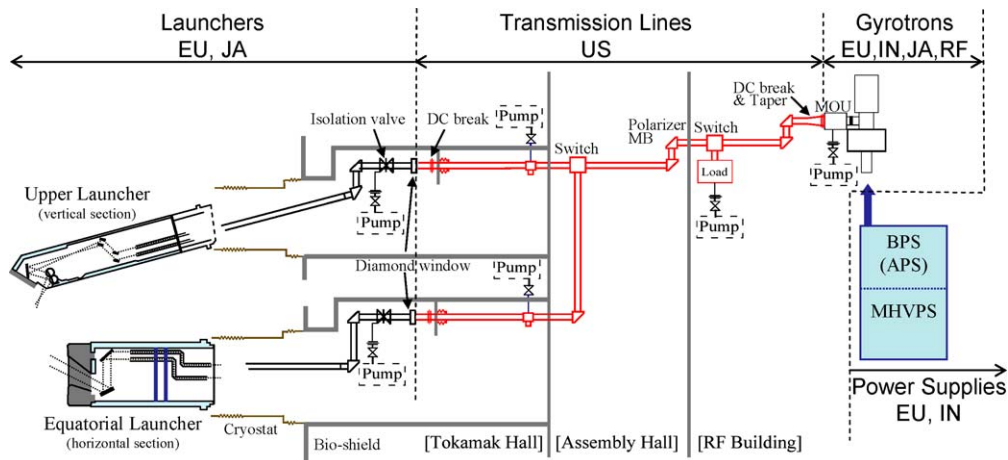 Launchers
EU, JA
Transmission Lines
US
Gyrotrons
EU,IN,JA,RF
DC break
& Taper
MOU
Isolation valve
DC break
Pump
Polarizer
MB
Switch
Switch
Load
Pump
Pump
Pump
Upper Launcher
(vertical section)
Diamond window
Pump
BPS
(APS)
MHVPS
Pump
Equatorial Launcher
(horizontal section)
Cryostat
Bio-shield
[Tokamak Hall]
[Assembly Hall]
[RF Building]
Power Supplies
EU, IN